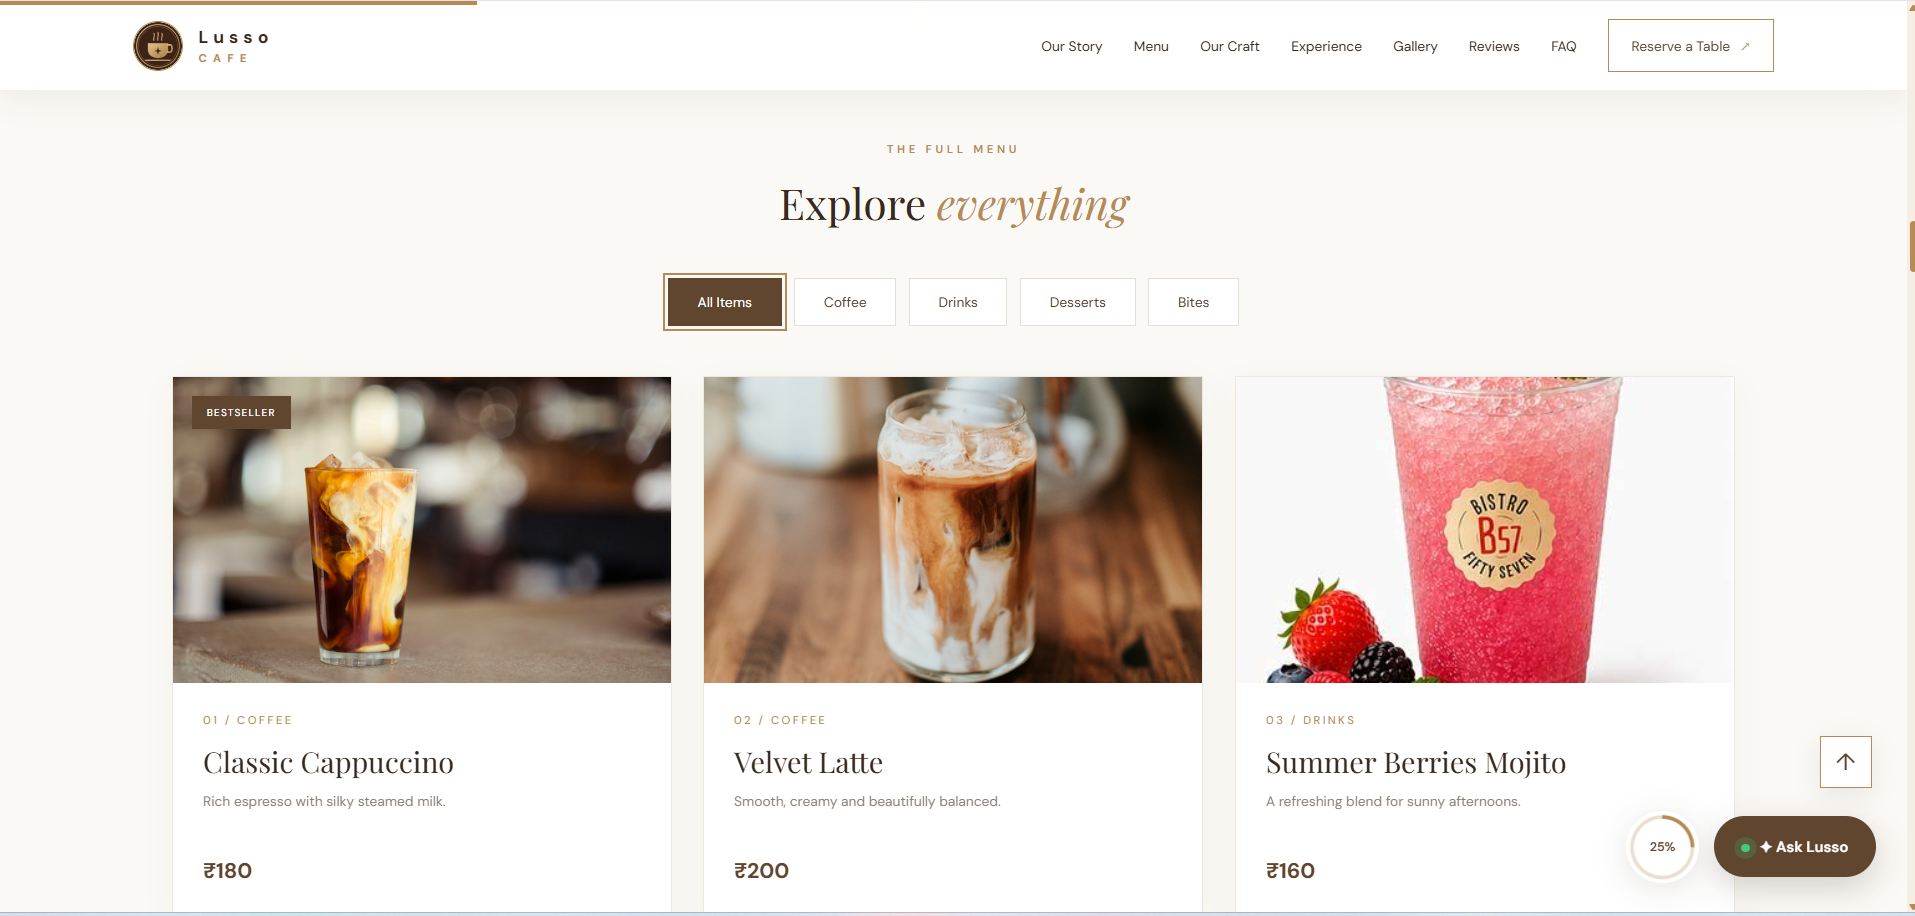 Lusso
CAFE
Our Story
Menu
Our Craft
Experience
Gallery
Reviews
FAQ
Reserve a Table ↗
THE FULL MENU
Explore everything
All Items
Coffee
Drinks
Desserts
Bites
BESTSELLER
BISTRO
B57
FIFTY SEVEN
01 / COFFEE
Classic Cappuccino
Rich espresso with silky steamed milk.
₹180
02 / COFFEE
Velvet Latte
Smooth, creamy and beautifully balanced.
₹200
03 / DRINKS
Summer Berries Mojito
A refreshing blend for sunny afternoons.
₹160
25%
✦ Ask Lusso